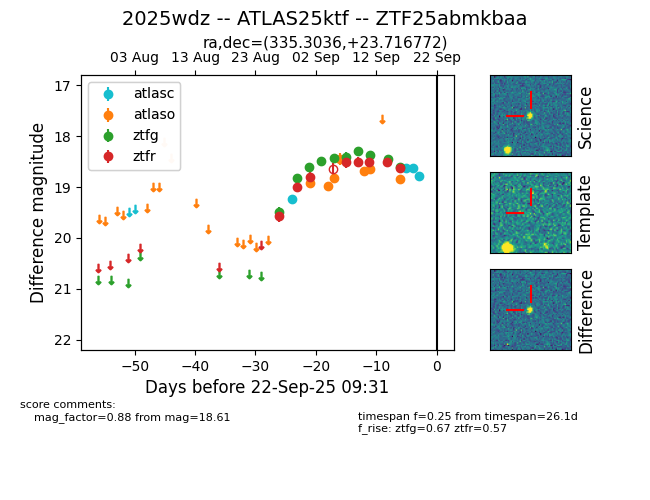 2025wdz -- ATLAS25ktf -- ZTF25abmkbaa
ra,dec=(335.3036,+23.716772)
03 Aug 13 Aug 23 Aug 02 Sep 12 Sep 22 Sep
17
18
19
20
21
22
Difference magnitude
atlasc
atlaso
ztfg
ztfr
−50 −40 −30 −20 −10 0
Days before 22-Sep-25 09:31
Science
Template
Difference
score comments:
mag_factor=0.88 from mag=18.61
timespan f=0.25 from timespan=26.1d
f_rise: ztfg=0.67 ztfr=0.57